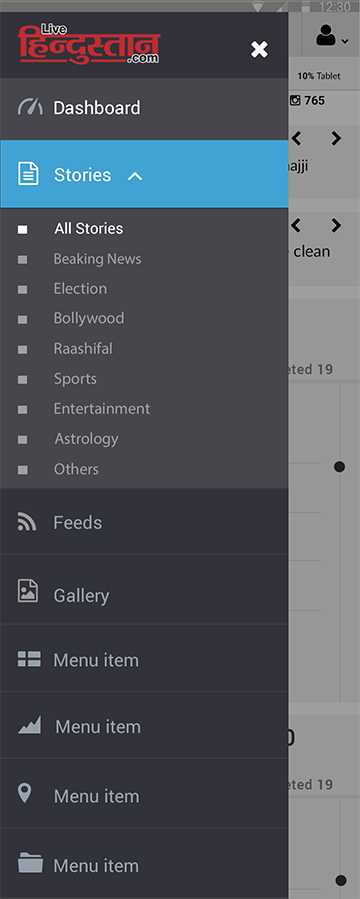 12:30
Live
हिन्दुस्तान
.com
10% Tablet
Dashboard
765
ajji
Stories
All Stories
clean
Beaking News
Election
Bollywood
Raashifal
eted 19
Sports
Entertainment
Astrology
Others
Feeds
Gallery
Menu item
Menu item
0
eted 19
Menu item
Menu item